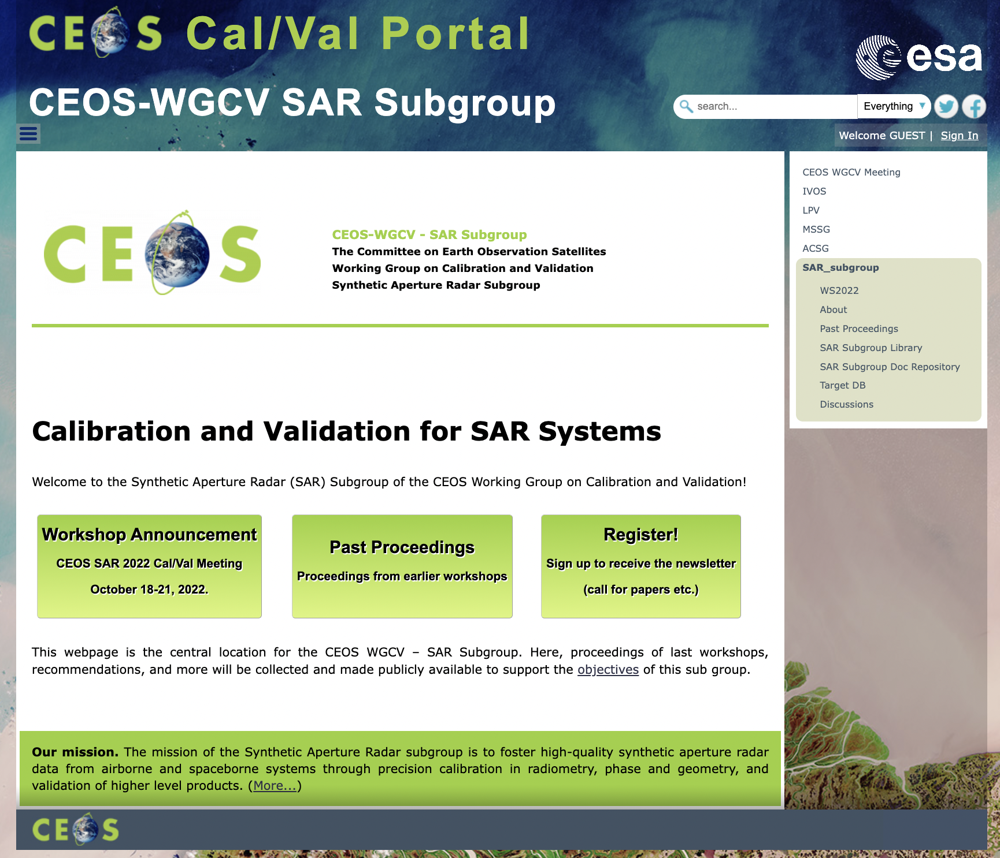 CEOS Cal/Val Portal
esa
CEOS-WGCV SAR Subgroup
search...
Everything
Welcome GUEST | Sign In
CEOS
CEOS-WGCV - SAR Subgroup
The Committee on Earth Observation Satellites
Working Group on Calibration and Validation
Synthetic Aperture Radar Subgroup
CEOS WGCV Meeting
IVOS
LPV
MSSG
ACSG
SAR_subgroup
WS2022
About
Past Proceedings
SAR Subgroup Library
SAR Subgroup Doc Repository
Target DB
Discussions
Calibration and Validation for SAR Systems
Welcome to the Synthetic Aperture Radar (SAR) Subgroup of the CEOS Working Group on Calibration and Validation!
Workshop Announcement
CEOS SAR 2022 Cal/Val Meeting
October 18-21, 2022.
Past Proceedings
Proceedings from earlier workshops
Register!
Sign up to receive the newsletter
(call for papers etc.)
This webpage is the central location for the CEOS WGCV – SAR Subgroup. Here, proceedings of last workshops,
recommendations, and more will be collected and made publicly available to support the objectives of this sub group.
Our mission. The mission of the Synthetic Aperture Radar subgroup is to foster high-quality synthetic aperture radar
data from airborne and spaceborne systems through precision calibration in radiometry, phase and geometry, and
validation of higher level products. (More...)
CEOS